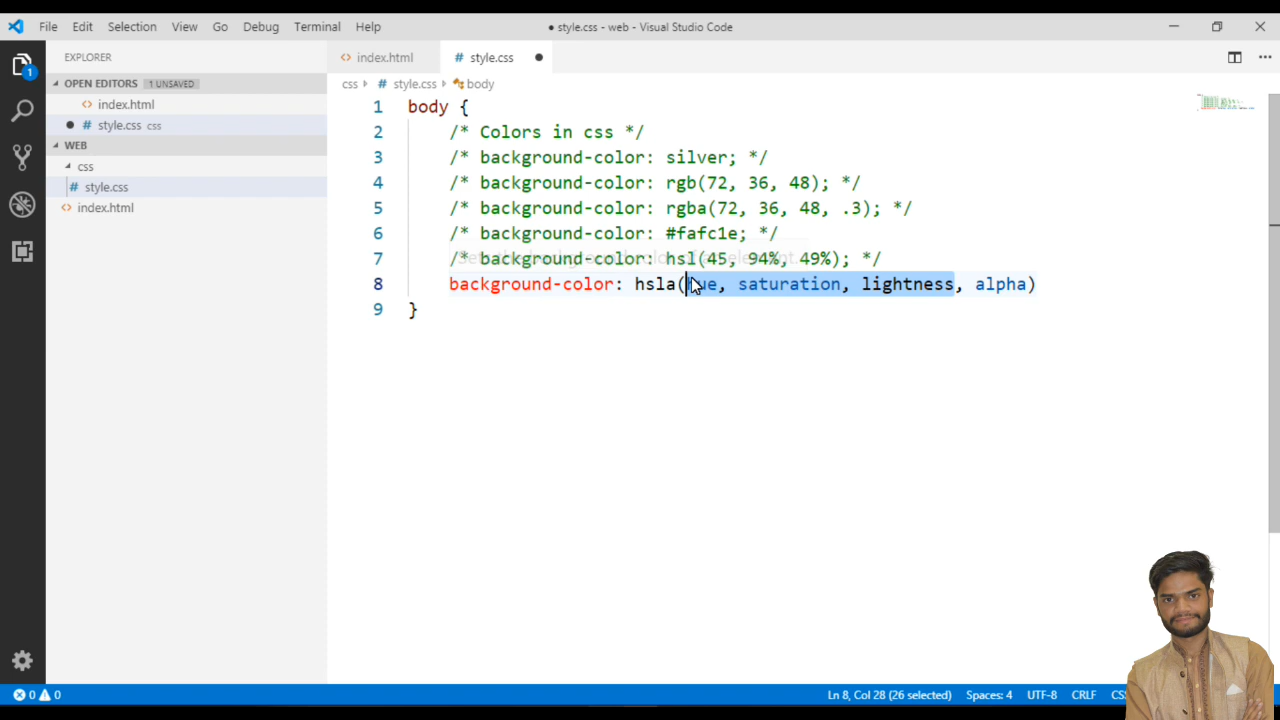 File Edit Selection View Go Debug Terminal Help
● style.css - web - Visual Studio Code
EXPLORER
OPEN EDITORS 1 UNSAVED
<> index.html
● # style.css css
WEB
css
# style.css
<> index.html
1
<> index.html # style.css ●
css # style.css body
1 body {
2 /* Colors in css */
3 /* background-color: silver; */
4 /* background-color: rgb(72, 36, 48); */
5 /* background-color: rgba(72, 36, 48, .3); */
6 /* background-color: #fafc1e; */
7 /* background-color: hsl(45, 94%, 49%); */
8 background-color: hsla(hue, saturation, lightness, alpha)
9 }
0 0 Ln 8, Col 28 (26 selected) Spaces: 4 UTF-8 CRLF